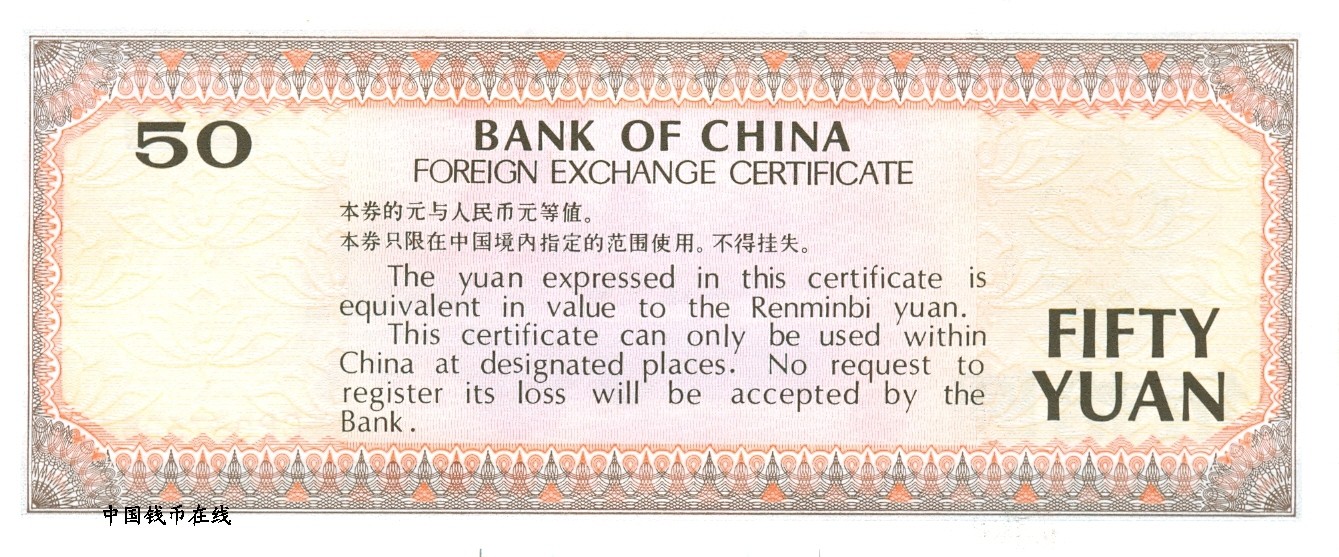 50
BANK OF CHINA
FOREIGN EXCHANGE CERTIFICATE
本券的元与人民币元等值。
本券只限在中国境内指定的范围使用。不得挂失。
The yuan expressed in this certificate is
equivalent in value to the Renminbi yuan.
This certificate can only be used within
China at designated places. No request to
register its loss will be accepted by the
Bank.
FIFTY
YUAN
中国钱币在线